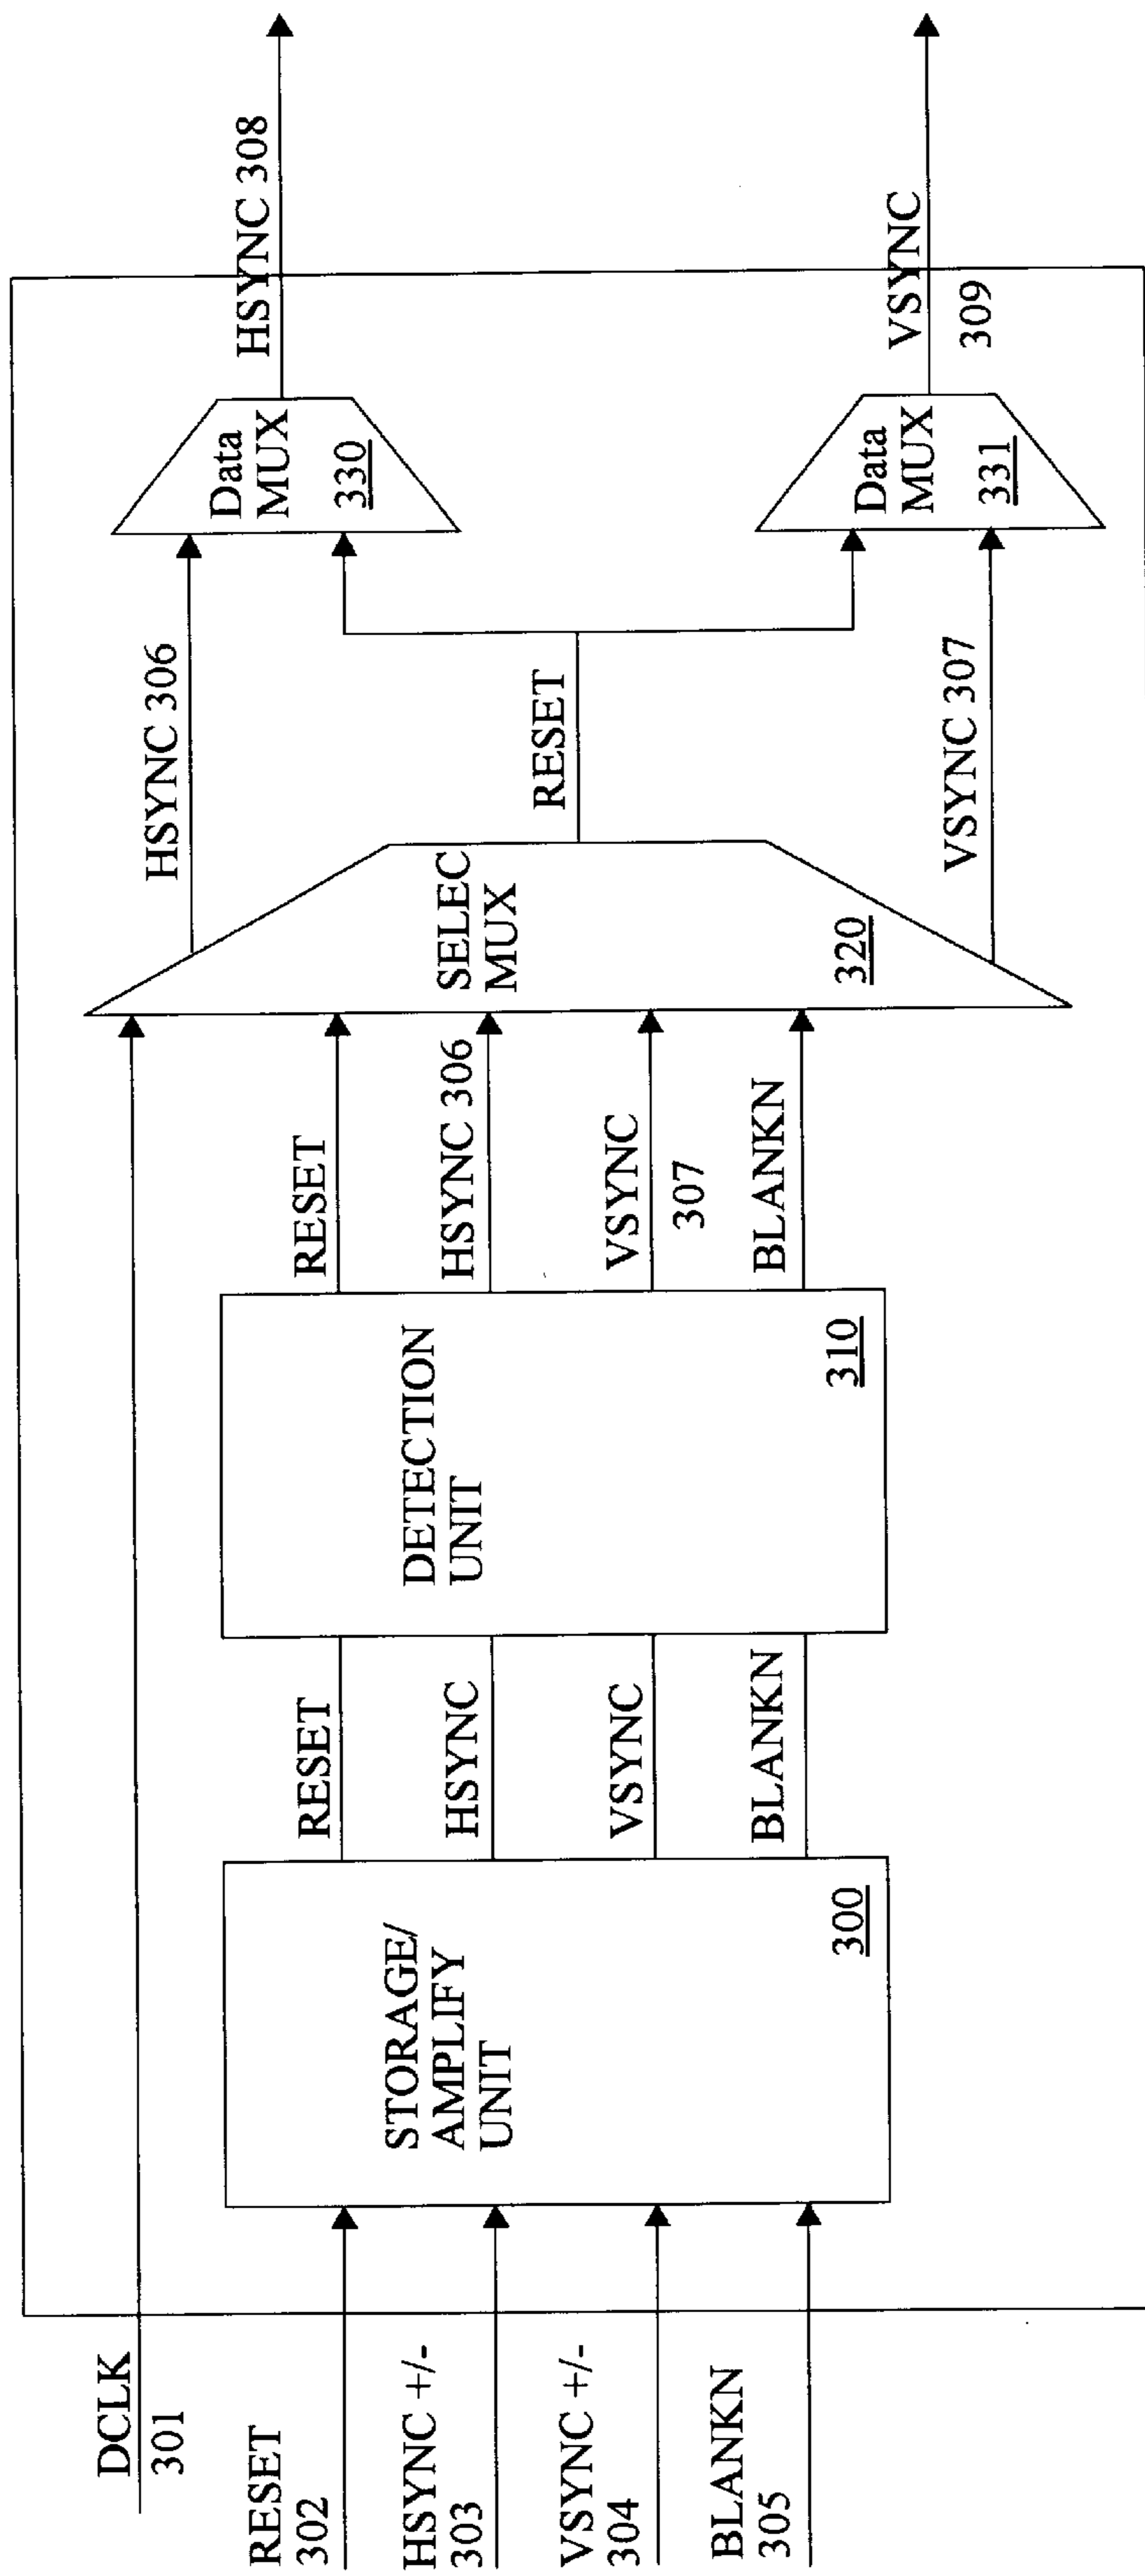 DCLK
301
RESET
302
HSYNC +/-
303
VSYNC +/-
304
BLANKN
305
STORAGE/
AMPLIFY
UNIT
300
RESET
HSYNC
VSYNC
BLANKN
DETECTION
UNIT
310
RESET
HSYNC 306
VSYNC
307
BLANKN
SELEC
MUX
320
HSYNC 306
RESET
VSYNC 307
Data
MUX
330
Data
MUX
331
HSYNC 308
VSYNC
309